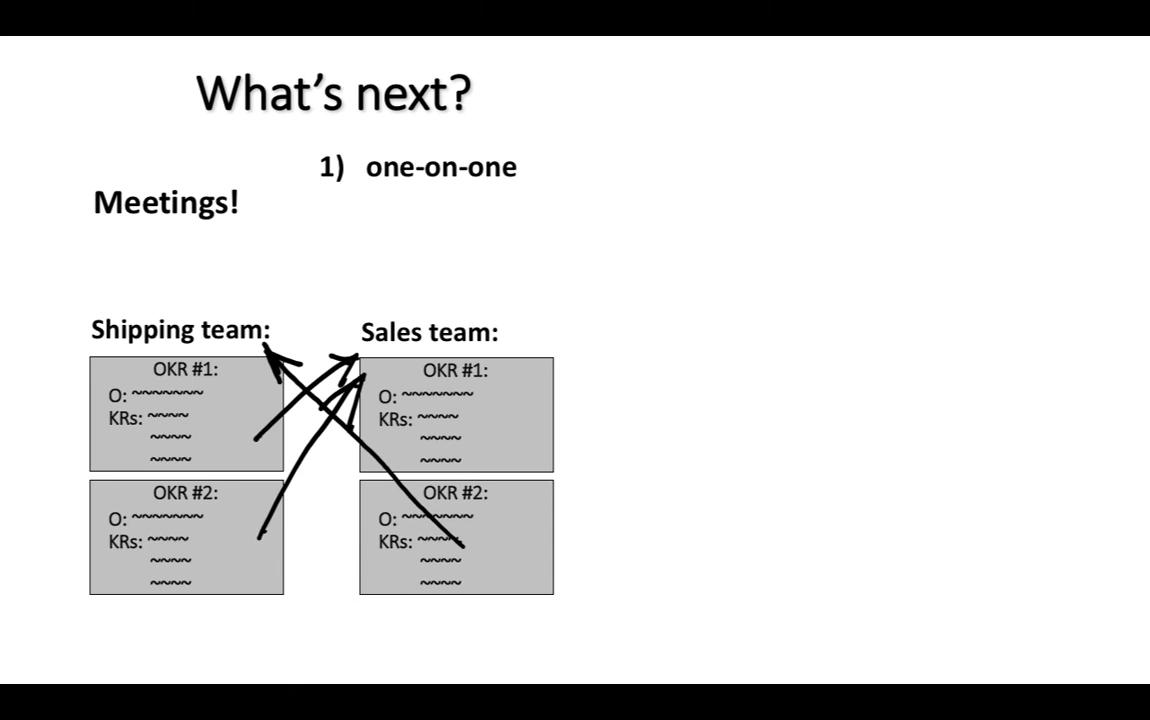 What's next?
1) one-on-one
Meetings!
Shipping team:
Sales team:
OKR #1:
O: ~~~~~~~
KRs: ~~~~
~~~~
~~~~
OKR #1:
O: ~~~~~~~
KRs: ~~~~
~~~~
~~~~
OKR #2:
O: ~~~~~~~
KRs: ~~~~
~~~~
~~~~
OKR #2:
O: ~~~~~~~
KRs: ~~~~
~~~~
~~~~